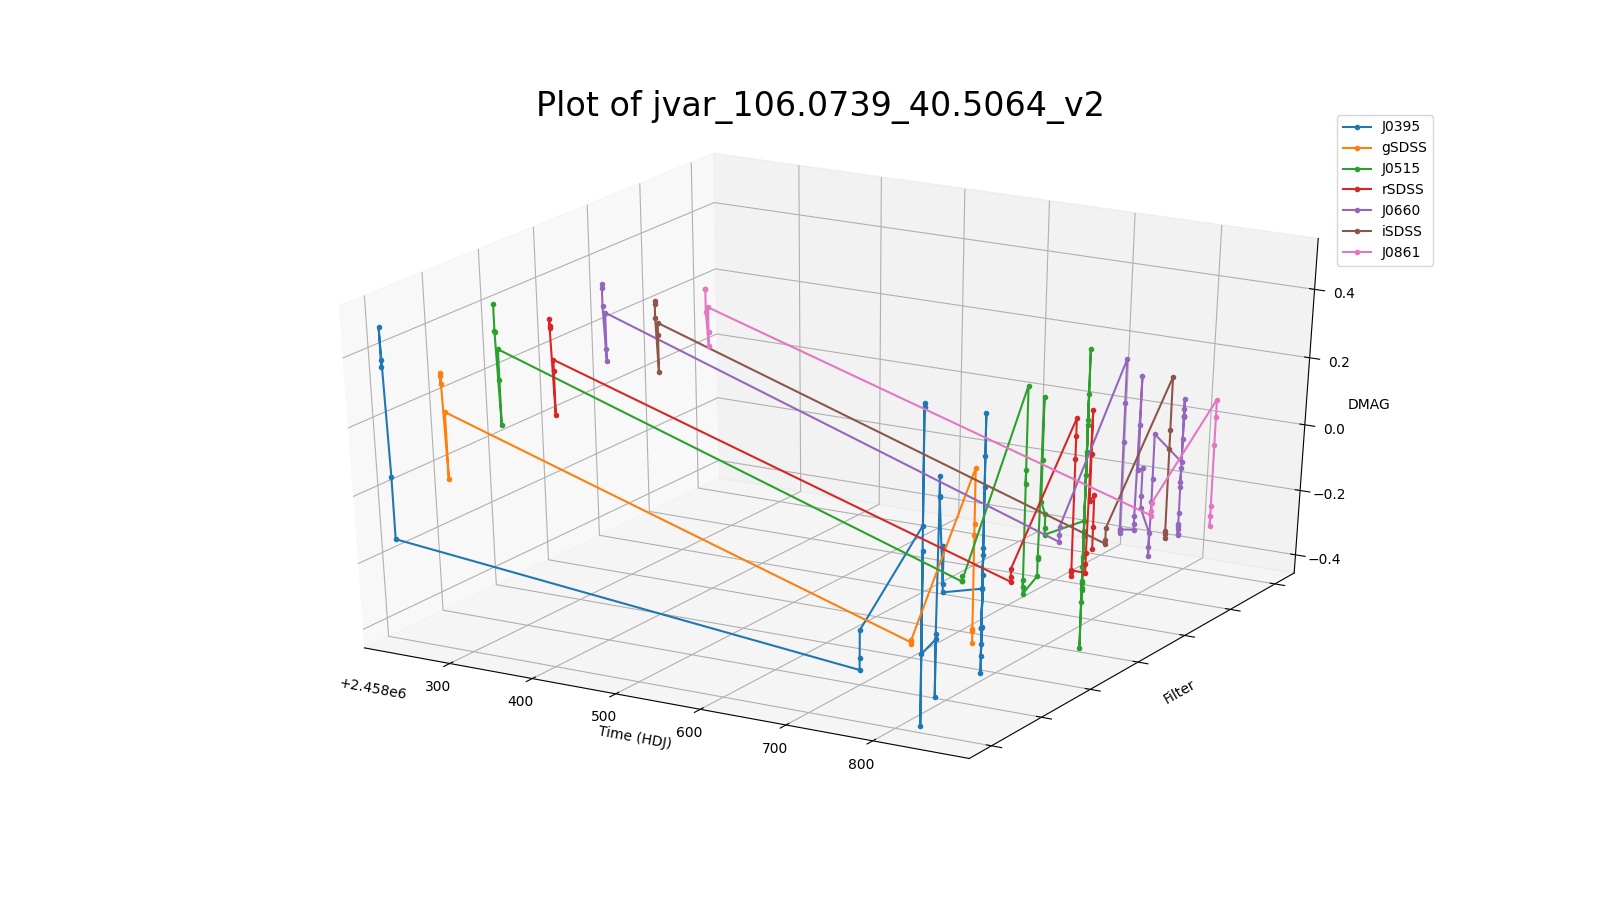 Plot of jvar_106.0739_40.5064_v2
J0395
gSDSS
J0515
rSDSS
J0660
iSDSS
J0861
0.4
0.2
DMAG
0.0
−0.2
−0.4
Filter
+2.458e6
300
400
500
600
700
800
Time (HDJ)